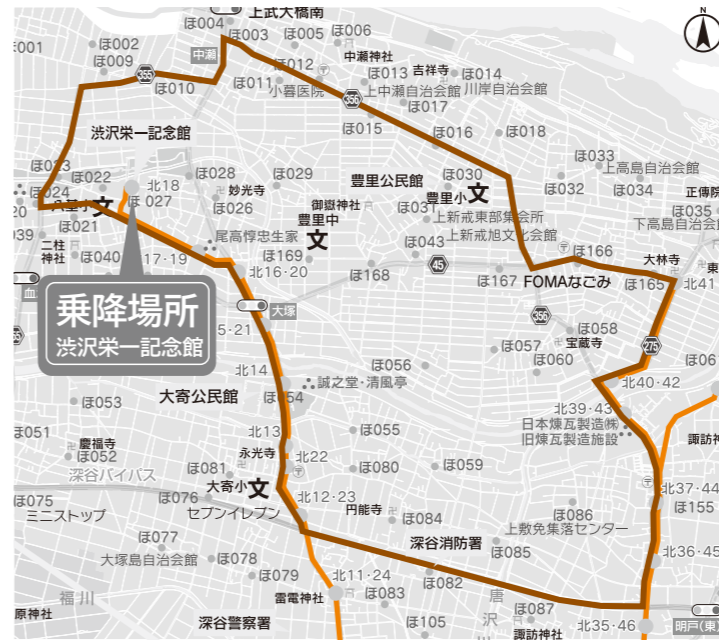 上武大橋南
ほ004
ほ003
ほ005
ほ006
ほ001
ほ002
中瀬
ほ009
355
ほ010
ほ011
ほ012
小暮医院
中瀬神社
吉祥寺
ほ013
ほ014
上中瀬自治会館
川岸自治会館
356
ほ017
ほ015
ほ016
ほ018
渋沢栄一記念館
ほ023
ほ022
ほ024
北18
ほ027
ほ028
ほ029
妙光寺
ほ026
豊里公民館
ほ030
豊里小
文
ほ031
ほ032
ほ033
上高島自治会館
ほ034
正傳院
ほ035
下高島自治会館
八基小
文
20
039
ほ021
二柱
神社
ほ040
17・19
尾高惇忠生家
御嶽神社
豊里中
文
ほ169
上新戒東部集会所
上新戒旭文化会館
ほ043
45
ほ168
ほ167
ほ166
FOMAなごみ
大林寺
ほ165
北41
東
北16・20
大塚
5・21
乗降場所
渋沢栄一記念館
356
ほ058
宝蔵寺
275
ほ057
ほ060
ほ056
ほ06
北14
誠之堂・清風亭
ほ054
大寄公民館
北40・42
北39・43
日本煉瓦製造㈱
旧煉瓦製造施設
ほ053
ほ051
慶福寺
ほ052
深谷バイパス
北13
ほ055
諏訪神
永光寺
ほ081
北22
ほ080
ほ059
ほ075
ほ076
大寄小
文
北12・23
北37・44
ほ155
ミニストップ
セブンイレブン
円能寺
ほ084
ほ086
上敷免集落センター
ほ077
大塚島自治会館
ほ078
深谷消防署
ほ085
北36・45
ほ079
北11・24
ほ082
福川
原神社
雷電神社
ほ083
唐
沢
川
ほ087
北35・46
深谷警察署
ほ105
諏訪神社
明戸(東)